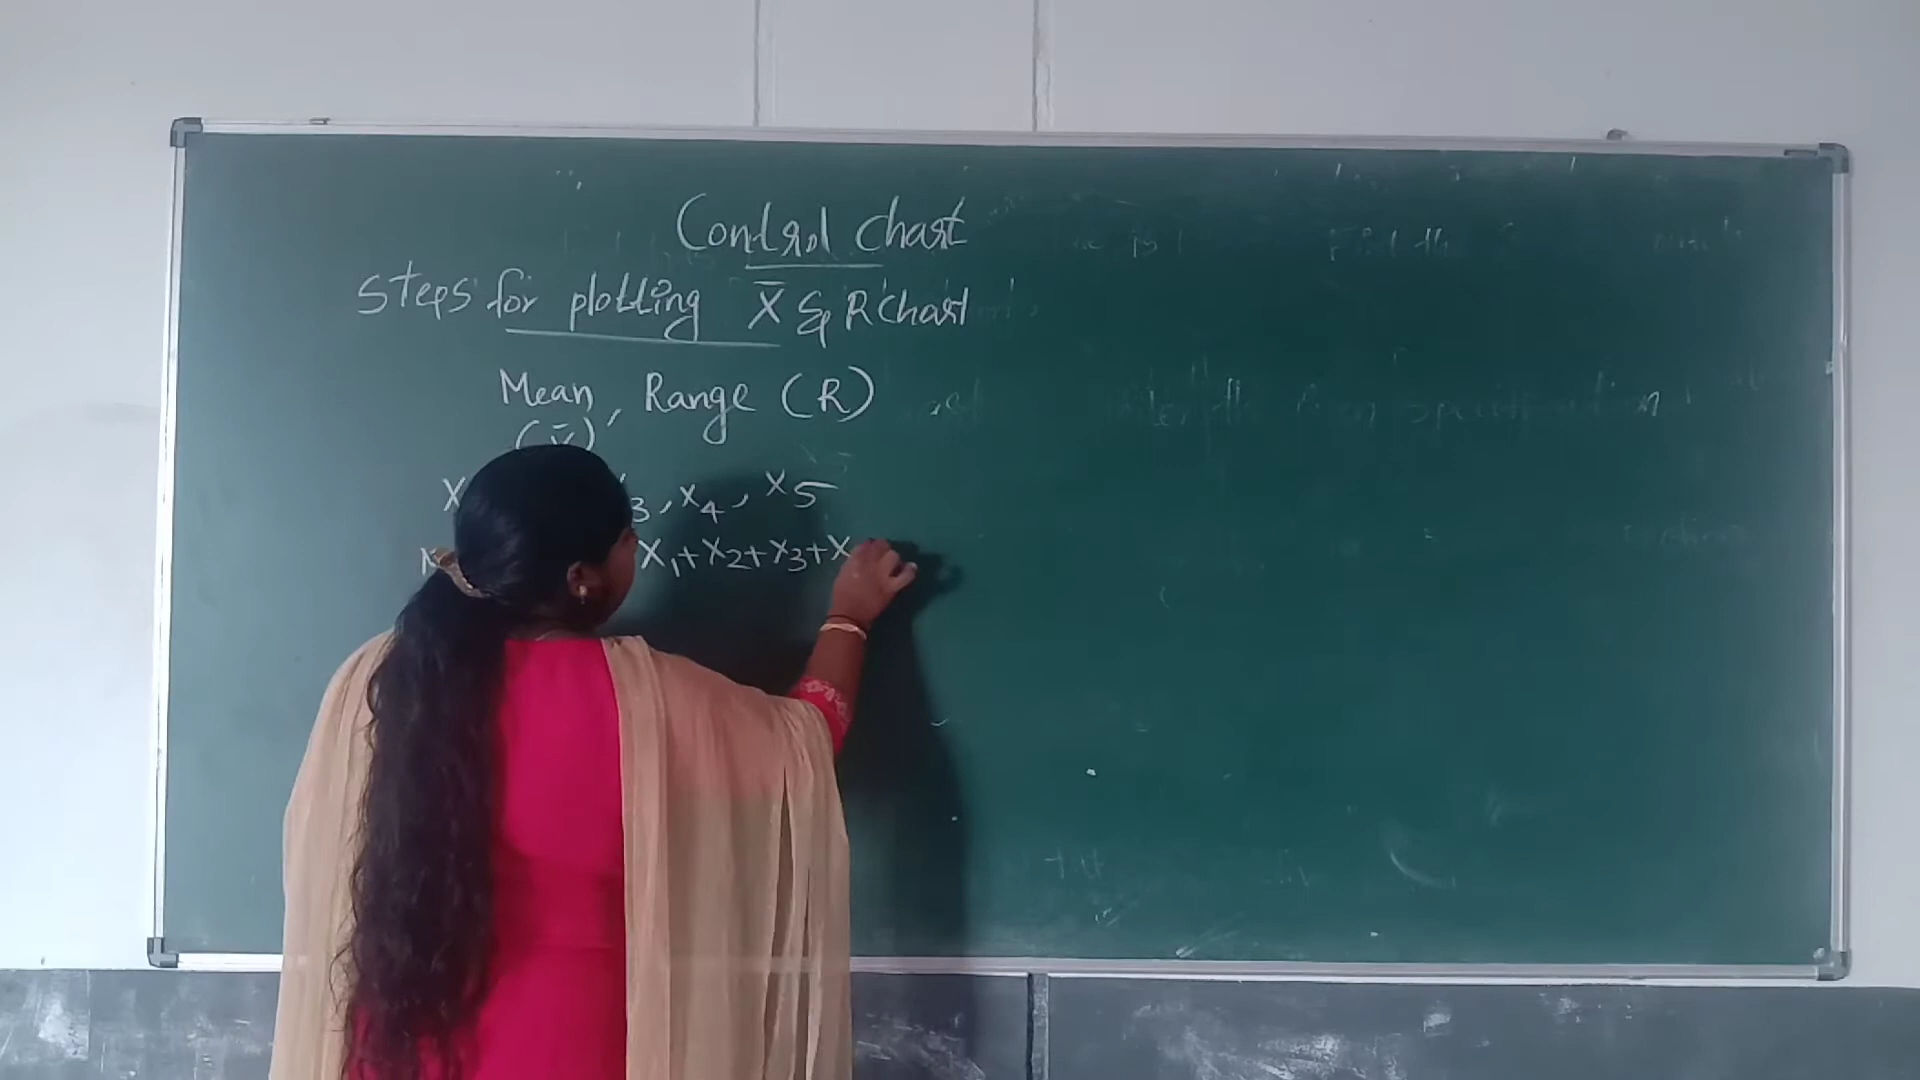 Control chart
Steps for plotting X̄ & R Chart
Mean, Range (R)
(X̄)
X 3, X4, X5
X1+X2+X3+X